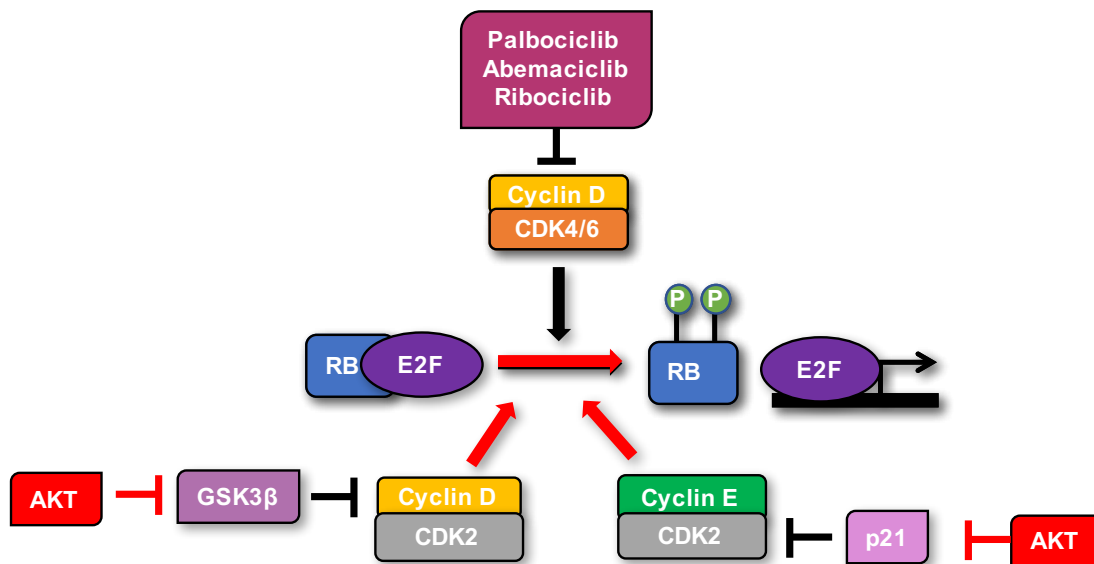 Palbociclib
Abemaciclib
Ribociclib
Cyclin D
CDK4/6
P P
RB E2F
RB E2F
AKT
GSK3β
Cyclin D
CDK2
Cyclin E
CDK2
p21
AKT